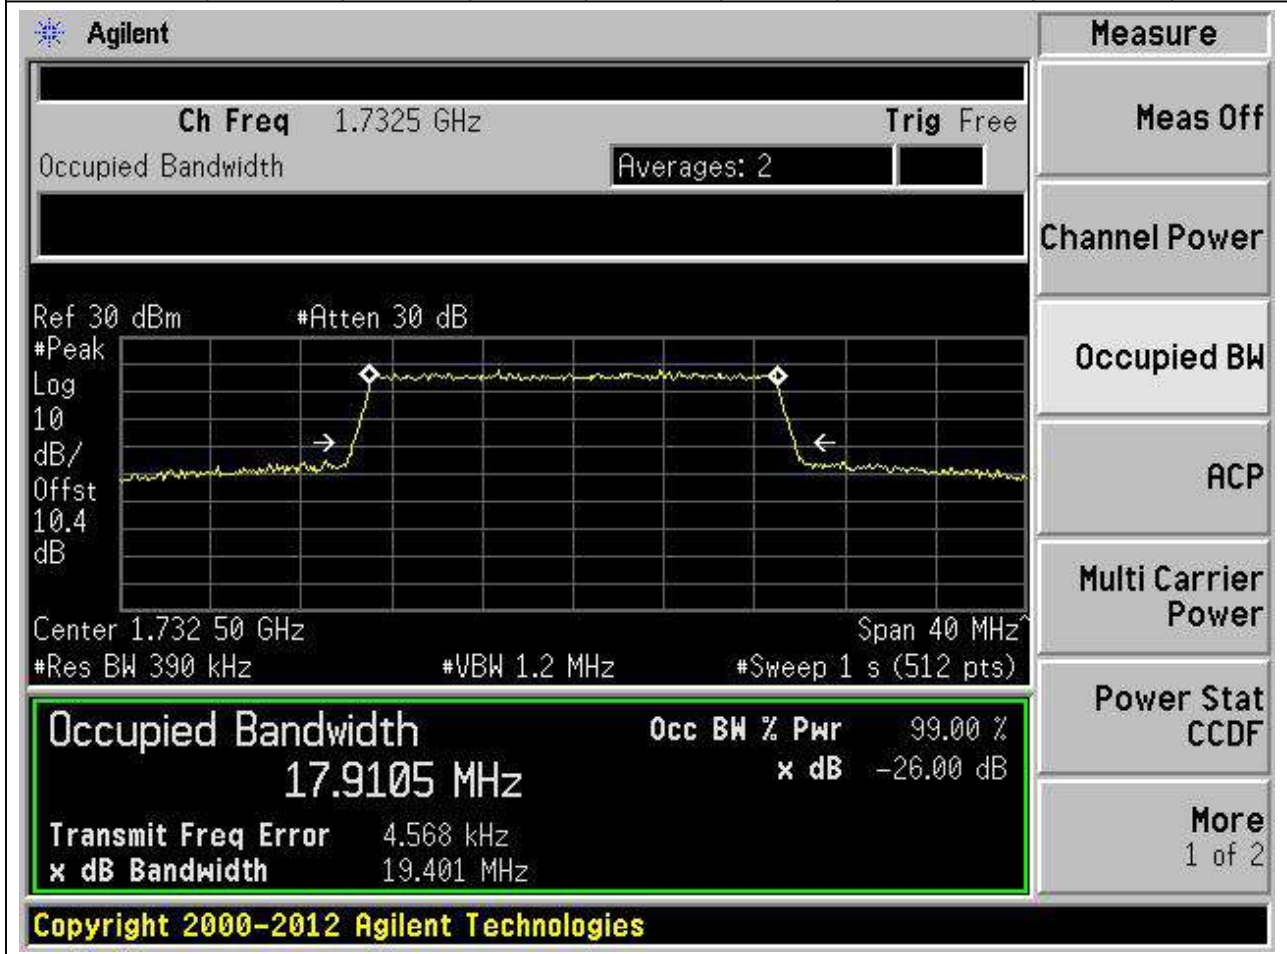 Agilent
Measure
Ch Freq 1.7325 GHz Trig Free
Occupied Bandwidth Averages: 2
Meas Off
Channel Power
Occupied BW
ACP
Multi Carrier
Power
Power Stat
CCDF
More
1 of 2
Ref 30 dBm #Atten 30 dB
#Peak
Log
10
dB/
Offst
10.4
dB
Center 1.732 50 GHz Span 40 MHz^
#Res BW 390 kHz #VBW 1.2 MHz #Sweep 1 s (512 pts)
Occupied Bandwidth Occ BW % Pwr 99.00 %
17.9105 MHz x dB -26.00 dB
Transmit Freq Error 4.568 kHz
x dB Bandwidth 19.401 MHz
Copyright 2000-2012 Agilent Technologies